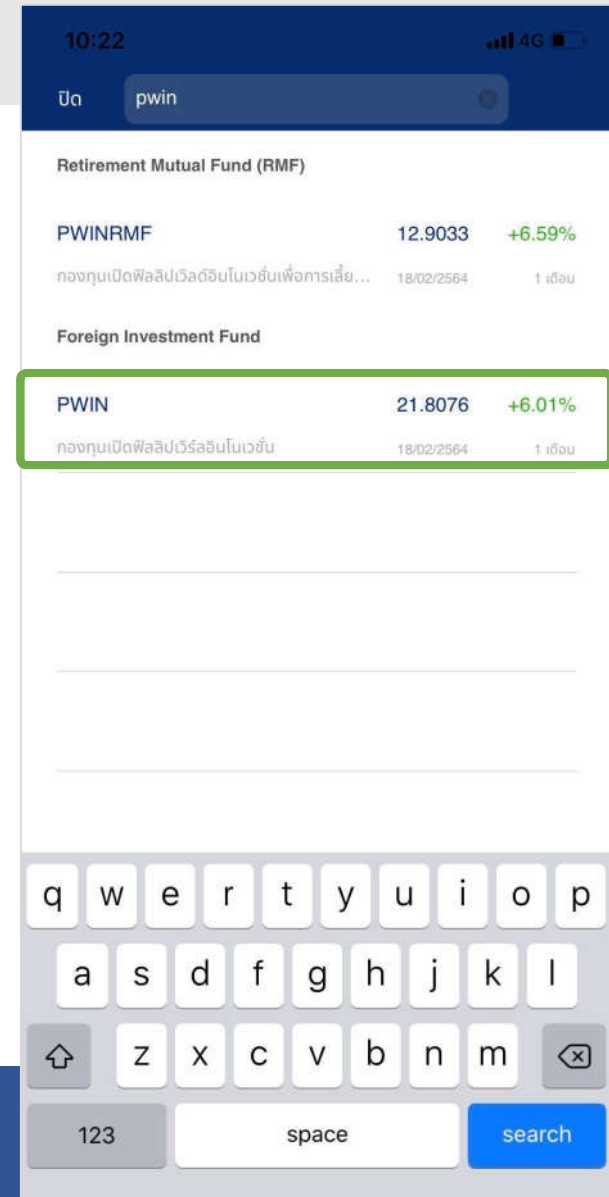 10:22 4G
ปิด pwin
Retirement Mutual Fund (RMF)
PWINRMF 12.9033 +6.59%
กองทุนเปิดฟิลลิปเวิลด์อินโนเวชั่นเพื่อการเลี้ย... 18/02/2564 1 เดือน
Foreign Investment Fund
PWIN 21.8076 +6.01%
กองทุนเปิดฟิลลิปเวิร์ลอินโนเวชั่น 18/02/2564 1 เดือน
q w e r t y u i o p
a s d f g h j k l
z x c v b n m
123 space search